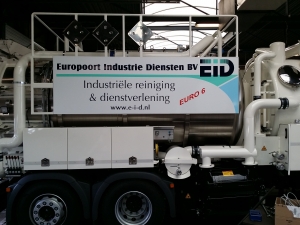 Europoort Industrie Diensten BV
EID
Industriële reiniging
& dienstverlening
EURO 6
www.e-i-d.nl